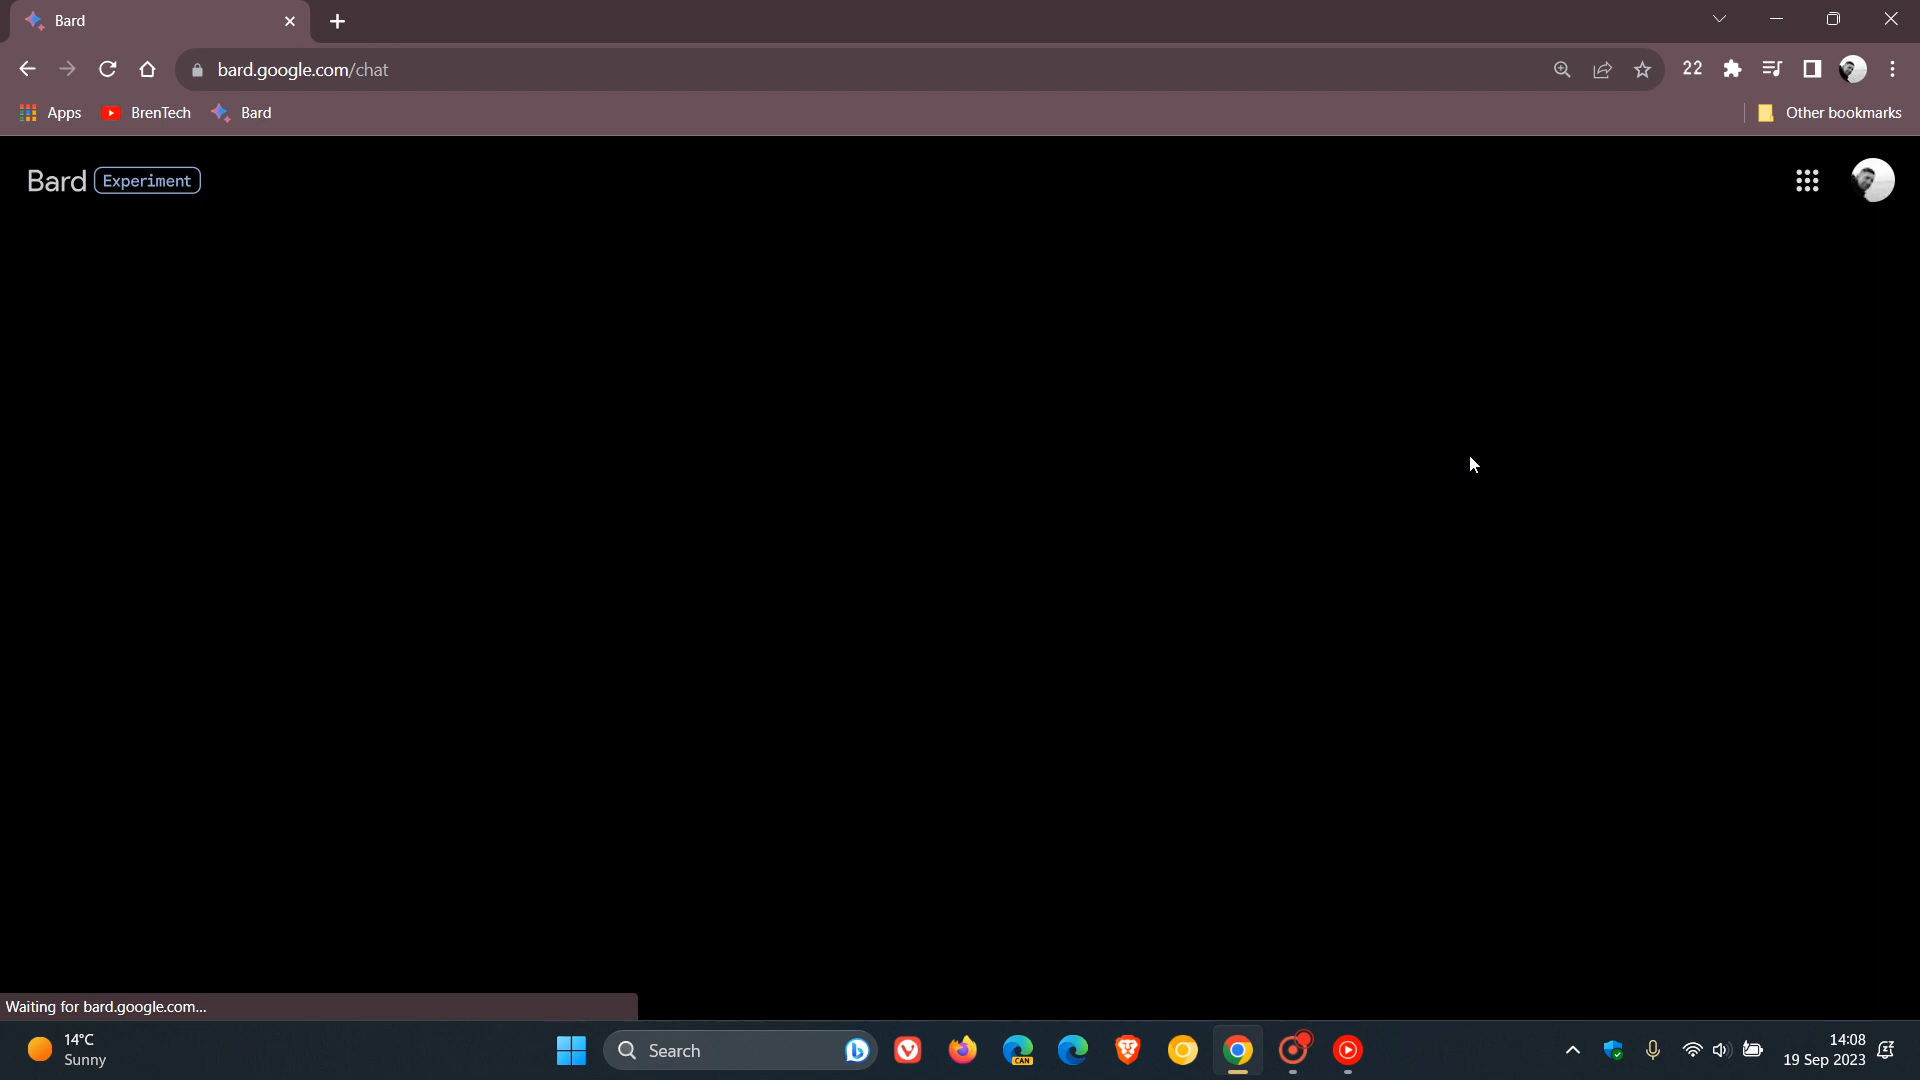 Bard
bard.google.com/chat
22
Apps
BrenTech
Bard
Other bookmarks
Bard
Experiment
Waiting for bard.google.com...
14°C
Sunny
Search
CAN
14:08
19 Sep 2023